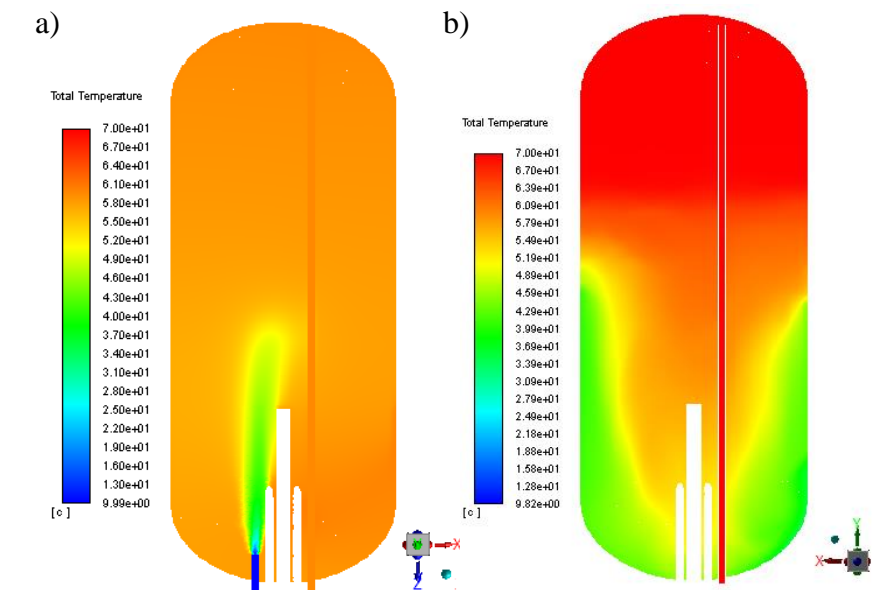 a)
Total Temperature
7.00e+01
6.70e+01
6.40e+01
6.10e+01
5.80e+01
5.50e+01
5.20e+01
4.90e+01
4.60e+01
4.30e+01
4.00e+01
3.70e+01
3.40e+01
3.10e+01
2.80e+01
2.50e+01
2.20e+01
1.90e+01
1.60e+01
1.30e+01
9.99e+00
[c]
X
Z
b)
Total Temperature
7.00e+01
6.70e+01
6.39e+01
6.09e+01
5.79e+01
5.49e+01
5.19e+01
4.89e+01
4.59e+01
4.29e+01
3.99e+01
3.69e+01
3.39e+01
3.09e+01
2.79e+01
2.49e+01
2.18e+01
1.88e+01
1.58e+01
1.28e+01
9.82e+00
[c]
Y
X